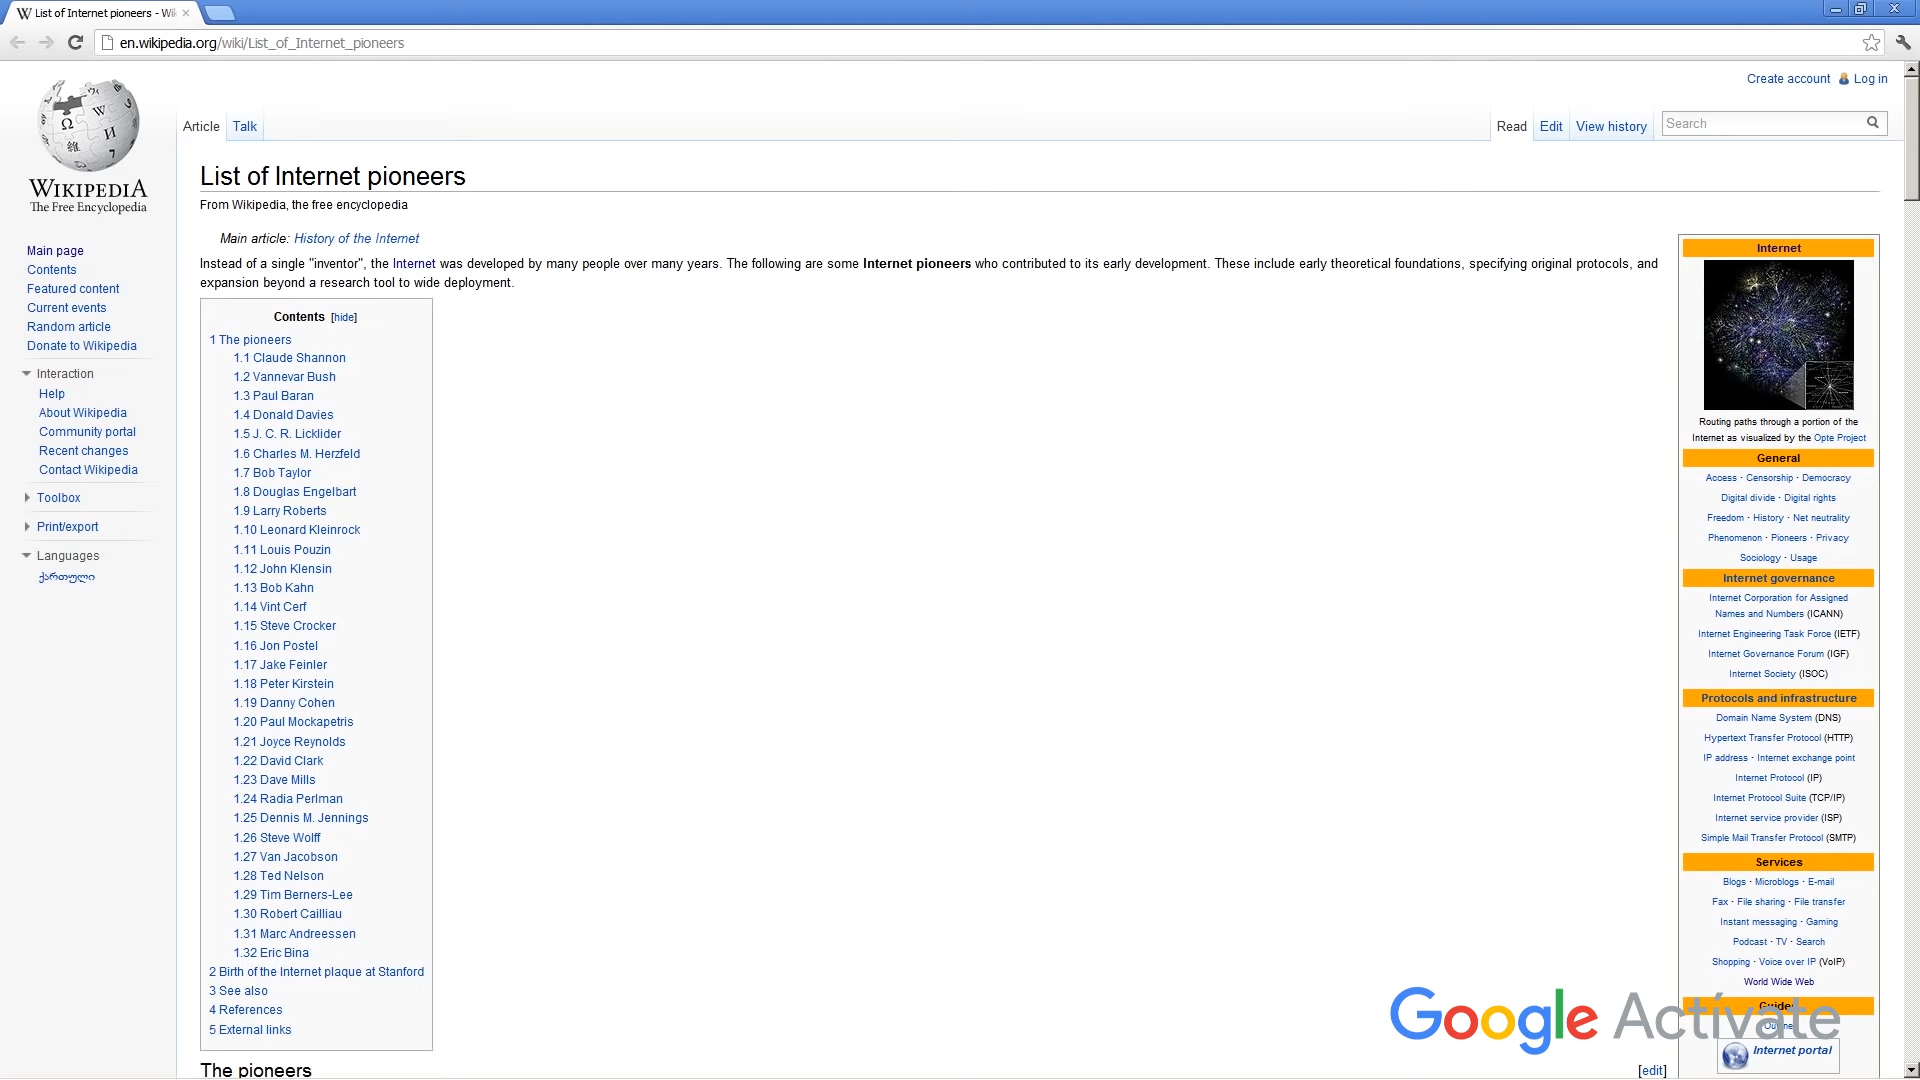 List of Internet pioneers - Wi
en.wikipedia.org/wiki/List_of_Internet_pioneers
Create account Log in
Article Talk Read Edit View history Search
WIKIPEDIA
The Free Encyclopedia
Main page
Contents
Featured content
Current events
Random article
Donate to Wikipedia
Interaction
Help
About Wikipedia
Community portal
Recent changes
Contact Wikipedia
Toolbox
Print/export
Languages
ქართული
List of Internet pioneers
From Wikipedia, the free encyclopedia
Main article: History of the Internet
Instead of a single "inventor", the Internet was developed by many people over many years. The following are some Internet pioneers who contributed to its early development. These include early theoretical foundations, specifying original protocols, and
expansion beyond a research tool to wide deployment.
Contents [hide]
1 The pioneers
1.1 Claude Shannon
1.2 Vannevar Bush
1.3 Paul Baran
1.4 Donald Davies
1.5 J. C. R. Licklider
1.6 Charles M. Herzfeld
1.7 Bob Taylor
1.8 Douglas Engelbart
1.9 Larry Roberts
1.10 Leonard Kleinrock
1.11 Louis Pouzin
1.12 John Klensin
1.13 Bob Kahn
1.14 Vint Cerf
1.15 Steve Crocker
1.16 Jon Postel
1.17 Jake Feinler
1.18 Peter Kirstein
1.19 Danny Cohen
1.20 Paul Mockapetris
1.21 Joyce Reynolds
1.22 David Clark
1.23 Dave Mills
1.24 Radia Perlman
1.25 Dennis M. Jennings
1.26 Steve Wolff
1.27 Van Jacobson
1.28 Ted Nelson
1.29 Tim Berners-Lee
1.30 Robert Cailliau
1.31 Marc Andreessen
1.32 Eric Bina
2 Birth of the Internet plaque at Stanford
3 See also
4 References
5 External links
The pioneers [edit]
Internet
Routing paths through a portion of the
Internet as visualized by the Opte Project
General
Access · Censorship · Democracy
Digital divide · Digital rights
Freedom · History · Net neutrality
Phenomenon · Pioneers · Privacy
Sociology · Usage
Internet governance
Internet Corporation for Assigned
Names and Numbers (ICANN)
Internet Engineering Task Force (IETF)
Internet Governance Forum (IGF)
Internet Society (ISOC)
Protocols and infrastructure
Domain Name System (DNS)
Hypertext Transfer Protocol (HTTP)
IP address · Internet exchange point
Internet Protocol (IP)
Internet Protocol Suite (TCP/IP)
Internet service provider (ISP)
Simple Mail Transfer Protocol (SMTP)
Services
Blogs · Microblogs · E-mail
Fax · File sharing · File transfer
Instant messaging · Gaming
Podcast · TV · Search
Shopping · Voice over IP (VoIP)
World Wide Web
Internet portal
Google Actívate